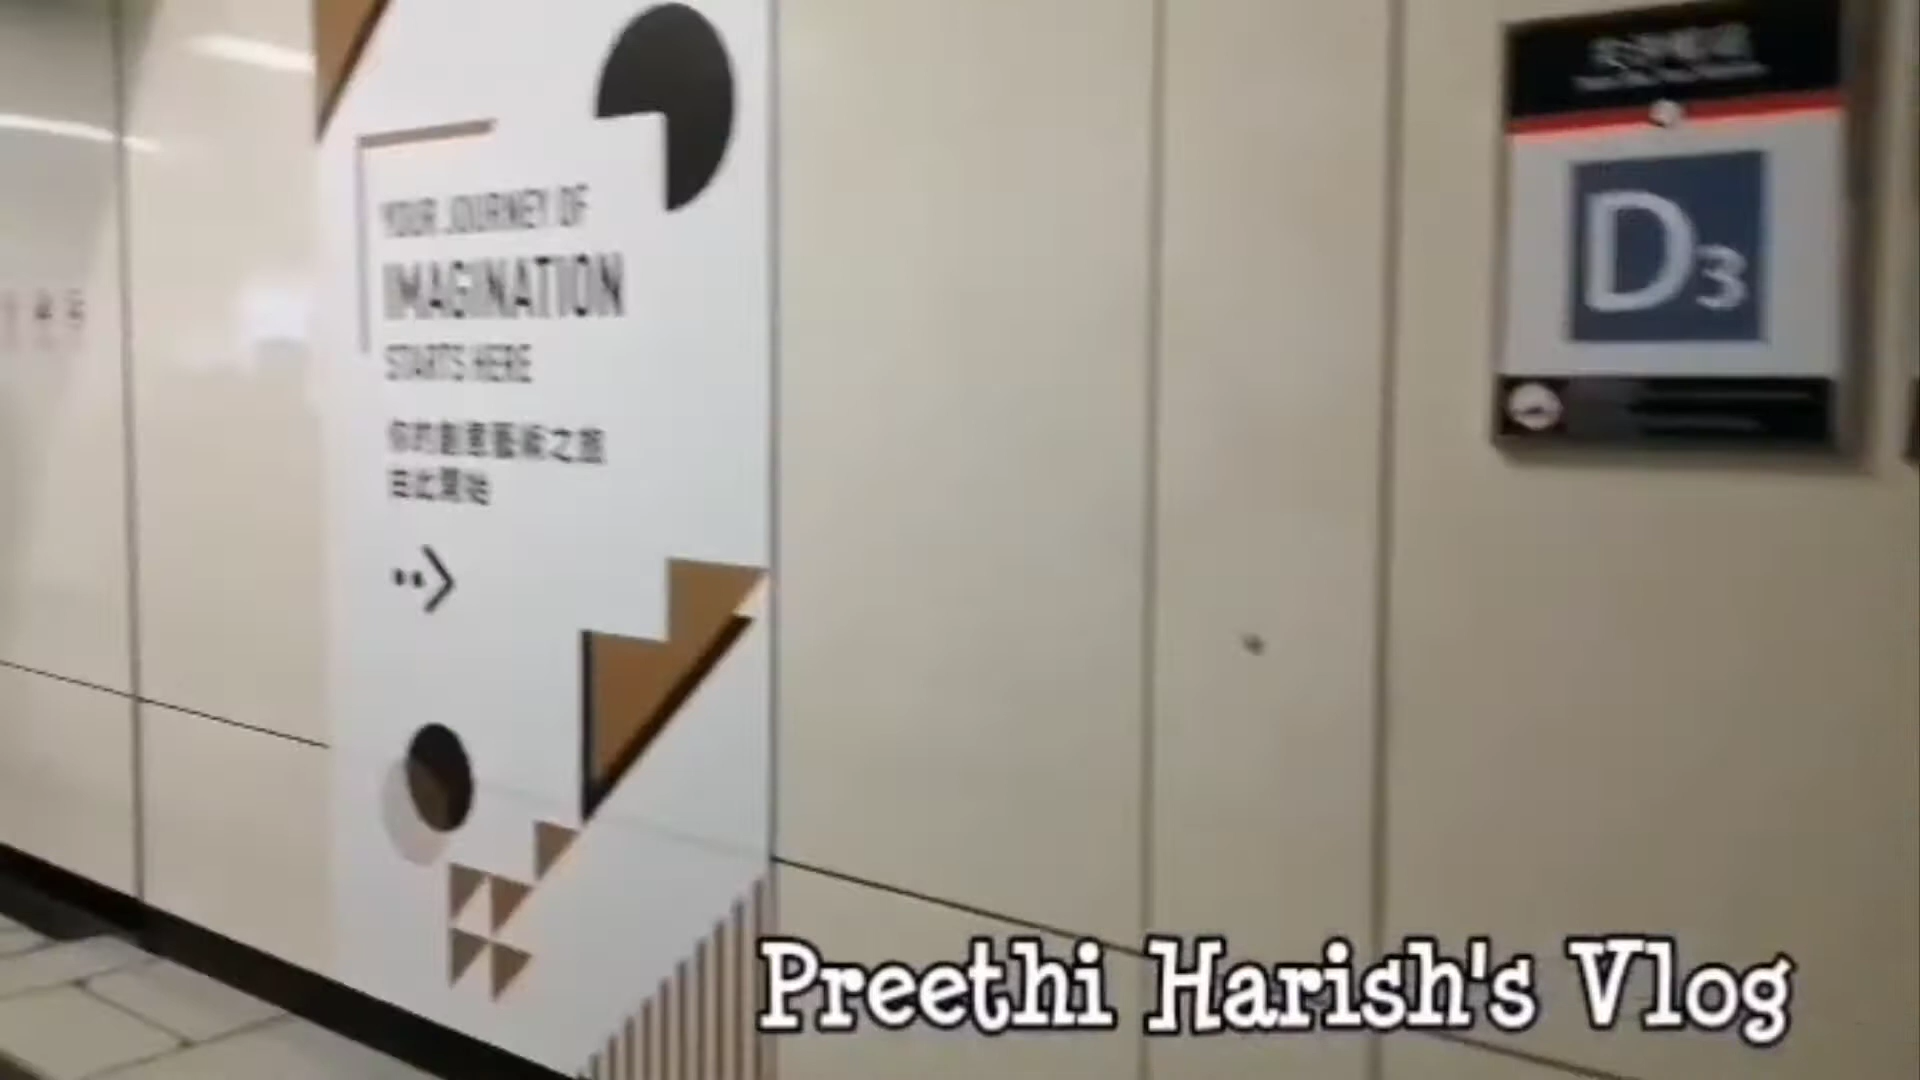 YOUR JOURNEY OF
IMAGINATION
STARTS HERE
你的創意藝術之旅
由此開始
D3
Preethi Harish's Vlog